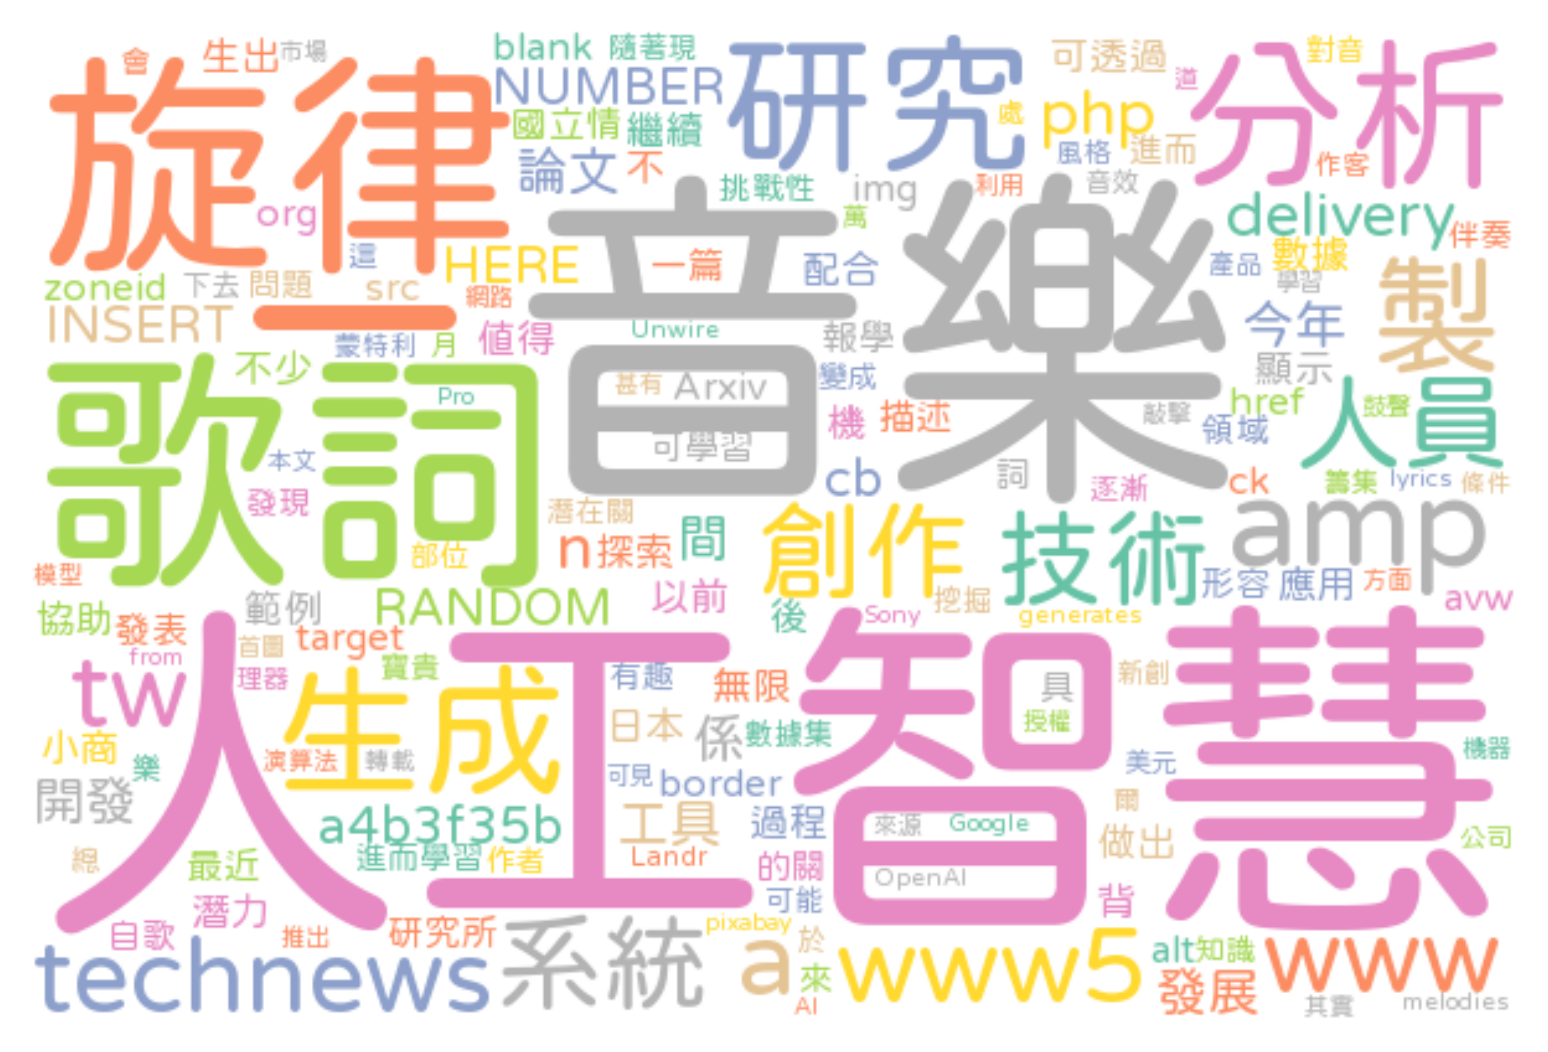 會
生出
市場
blank
隨著現
可透過
對音
旋律
NUMBER
研究
道
分析
國立情
繼續
處
php
論文
不
風格
進而
作客
org
挑戰性
img
利用
音效
delivery
伴奏
萬
音樂
這
HERE
一篇
配合
產品
數據
學習
zoneid
下去
問題
src
網路
製
INSERT
一
值得
Unwire
報學
今年
蒙特利
月
不少
甚有
Arxiv
變成
顯示
歌詞
Pro
機
描述
敲擊
href
鼓聲
人員
可學習
領域
本文
cb
詞
逐漸
ck
籌集
lyrics
條件
發現
潛在關
創作
技術
amp
部位
n
探索
間
模型
形容
應用
方面
範例
RANDOM
以前
後
挖掘
avw
協助
發表
Sony
generates
from
首圖
target
人工智慧
tw
理器
寶貴
有趣
無限
具
新創
生成
授權
小商
日本
係
數據集
樂
演算法
轉載
可見
border
美元
機器
開發
爾
a4b3f35b
工具
過程
來源
Google
做出
公司
總
最近
進而學習
作者
Landr
的關
OpenAI
可能
背
潛力
自歌
推出
研究所
系統
pixabay
於
technews
a
來
www5
alt
知識
www
AI
發展
其實
melodies